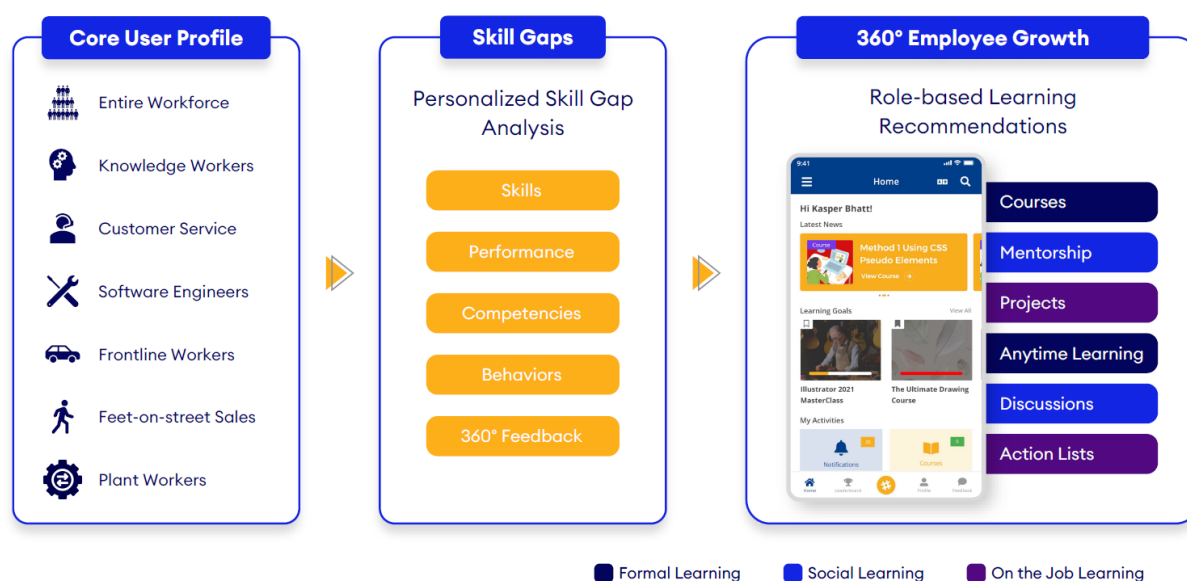 Core User Profile
Entire Workforce
Knowledge Workers
Customer Service
Software Engineers
Frontline Workers
Feet-on-street Sales
Plant Workers
Skill Gaps
Personalized Skill Gap
Analysis
Skills
Performance
Competencies
Behaviors
360° Feedback
360° Employee Growth
Role-based Learning
Recommendations
9:41
Home
Hi Kasper Bhatt!
Latest News
Course
Method 1 Using CSS
Pseudo Elements
View Course
Learning Goals
View All
Illustrator 2021
MasterClass
The Ultimate Drawing
Course
My Activities
Notifications
Courses
Home
Leaderboard
Profile
Feedback
Courses
Mentorship
Projects
Anytime Learning
Discussions
Action Lists
Formal Learning
Social Learning
On the Job Learning